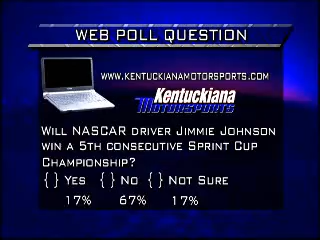 WEB POLL QUESTION
WWW.KENTUCKIANAMOTORSPORTS.COM
Kentuckiana
MOTORSPORTS
WILL NASCAR DRIVER JIMMIE JOHNSON
WIN A 5TH CONSECUTIVE SPRINT CUP
CHAMPIONSHIP?
{ } YES { } NO { } NOT SURE
17% 67% 17%